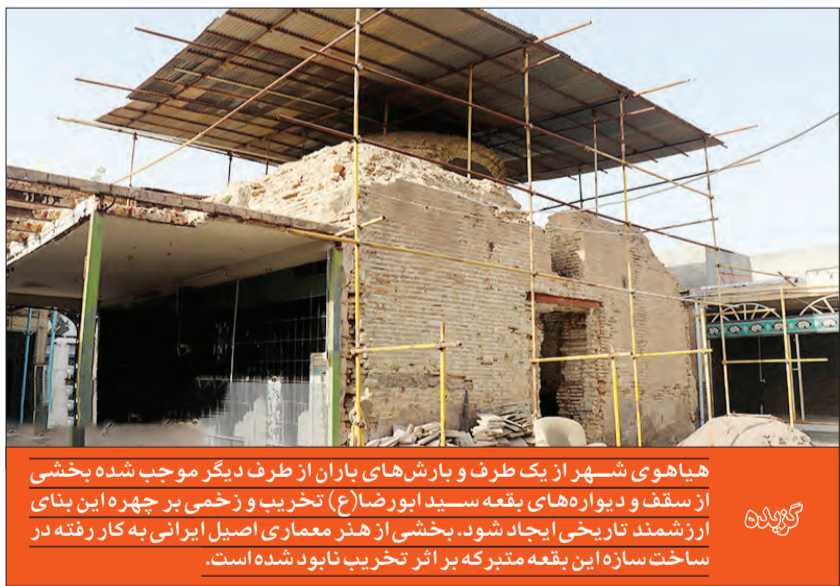 هیاهوی شهر از یک طرف و بارش‌های باران از طرف دیگر موجب شده بخشی
از سقف و دیواره‌های بقعه سید ابورضا(ع) تخریب و زخمی بر چهره این بنای
ارزشمند تاریخی ایجاد شود. بخشی از هنر معماری اصیل ایرانی به کار رفته در
ساخت سازه این بقعه متبرکه بر اثر تخریب نابود شده است.
گزیده